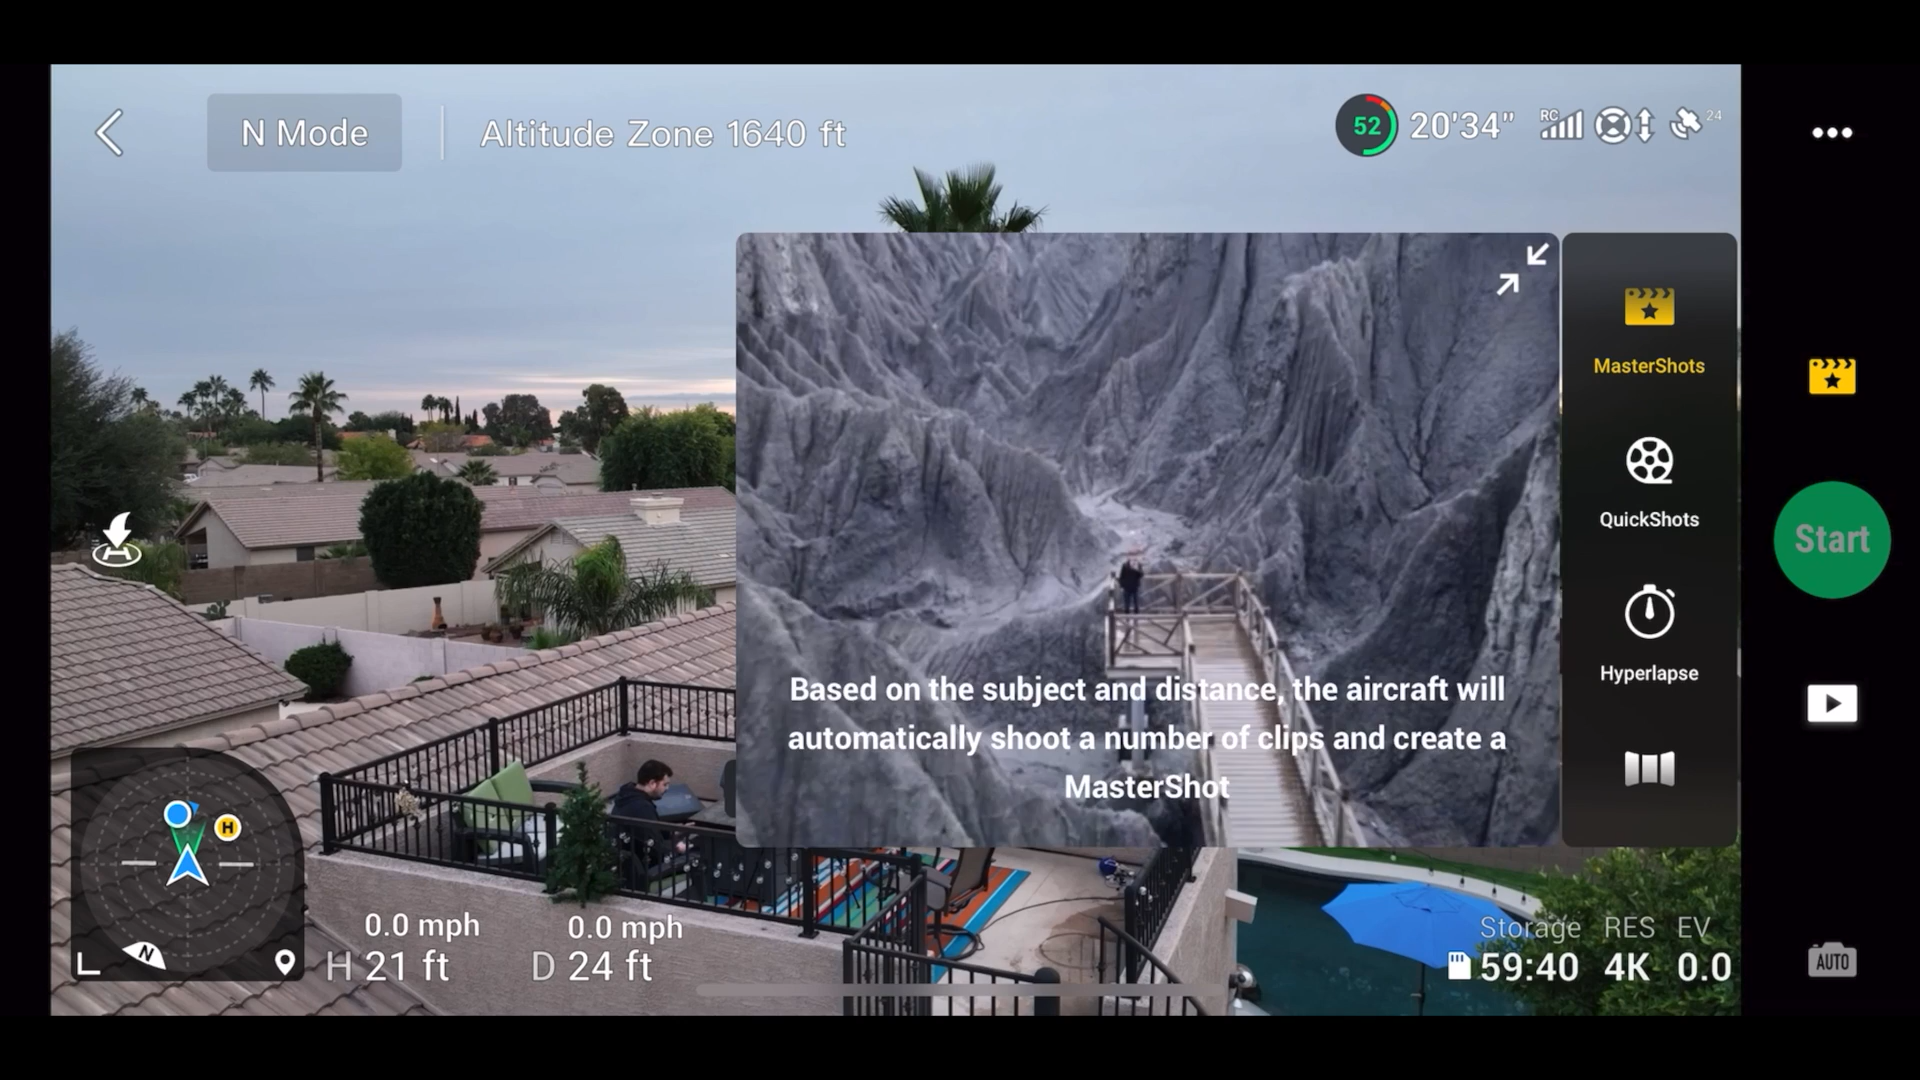 N Mode
Altitude Zone 1640 ft
52
20'34"
RC
24
MasterShots
QuickShots
Start
Hyperlapse
Based on the subject and distance, the aircraft will
automatically shoot a number of clips and create a
MasterShot
H
N
0.0 mph
0.0 mph
H 21 ft
D 24 ft
Storage RES EV
59:40 4K 0.0
AUTO